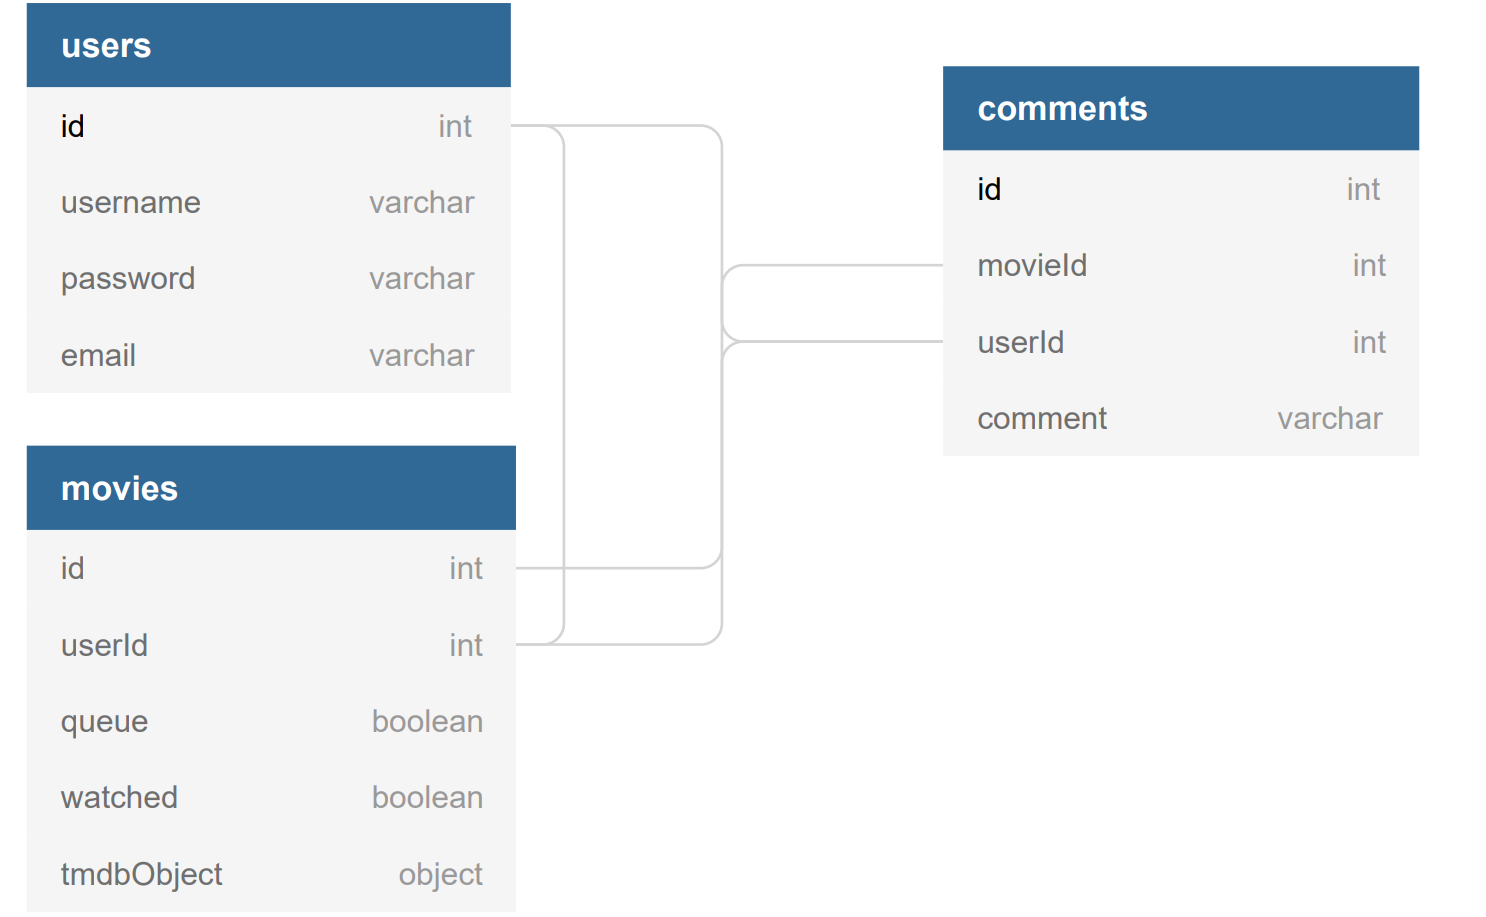 users
id int
username varchar
password varchar
email varchar
movies
id int
userId int
queue boolean
watched boolean
tmdbObject object
comments
id int
movieId int
userId int
comment varchar